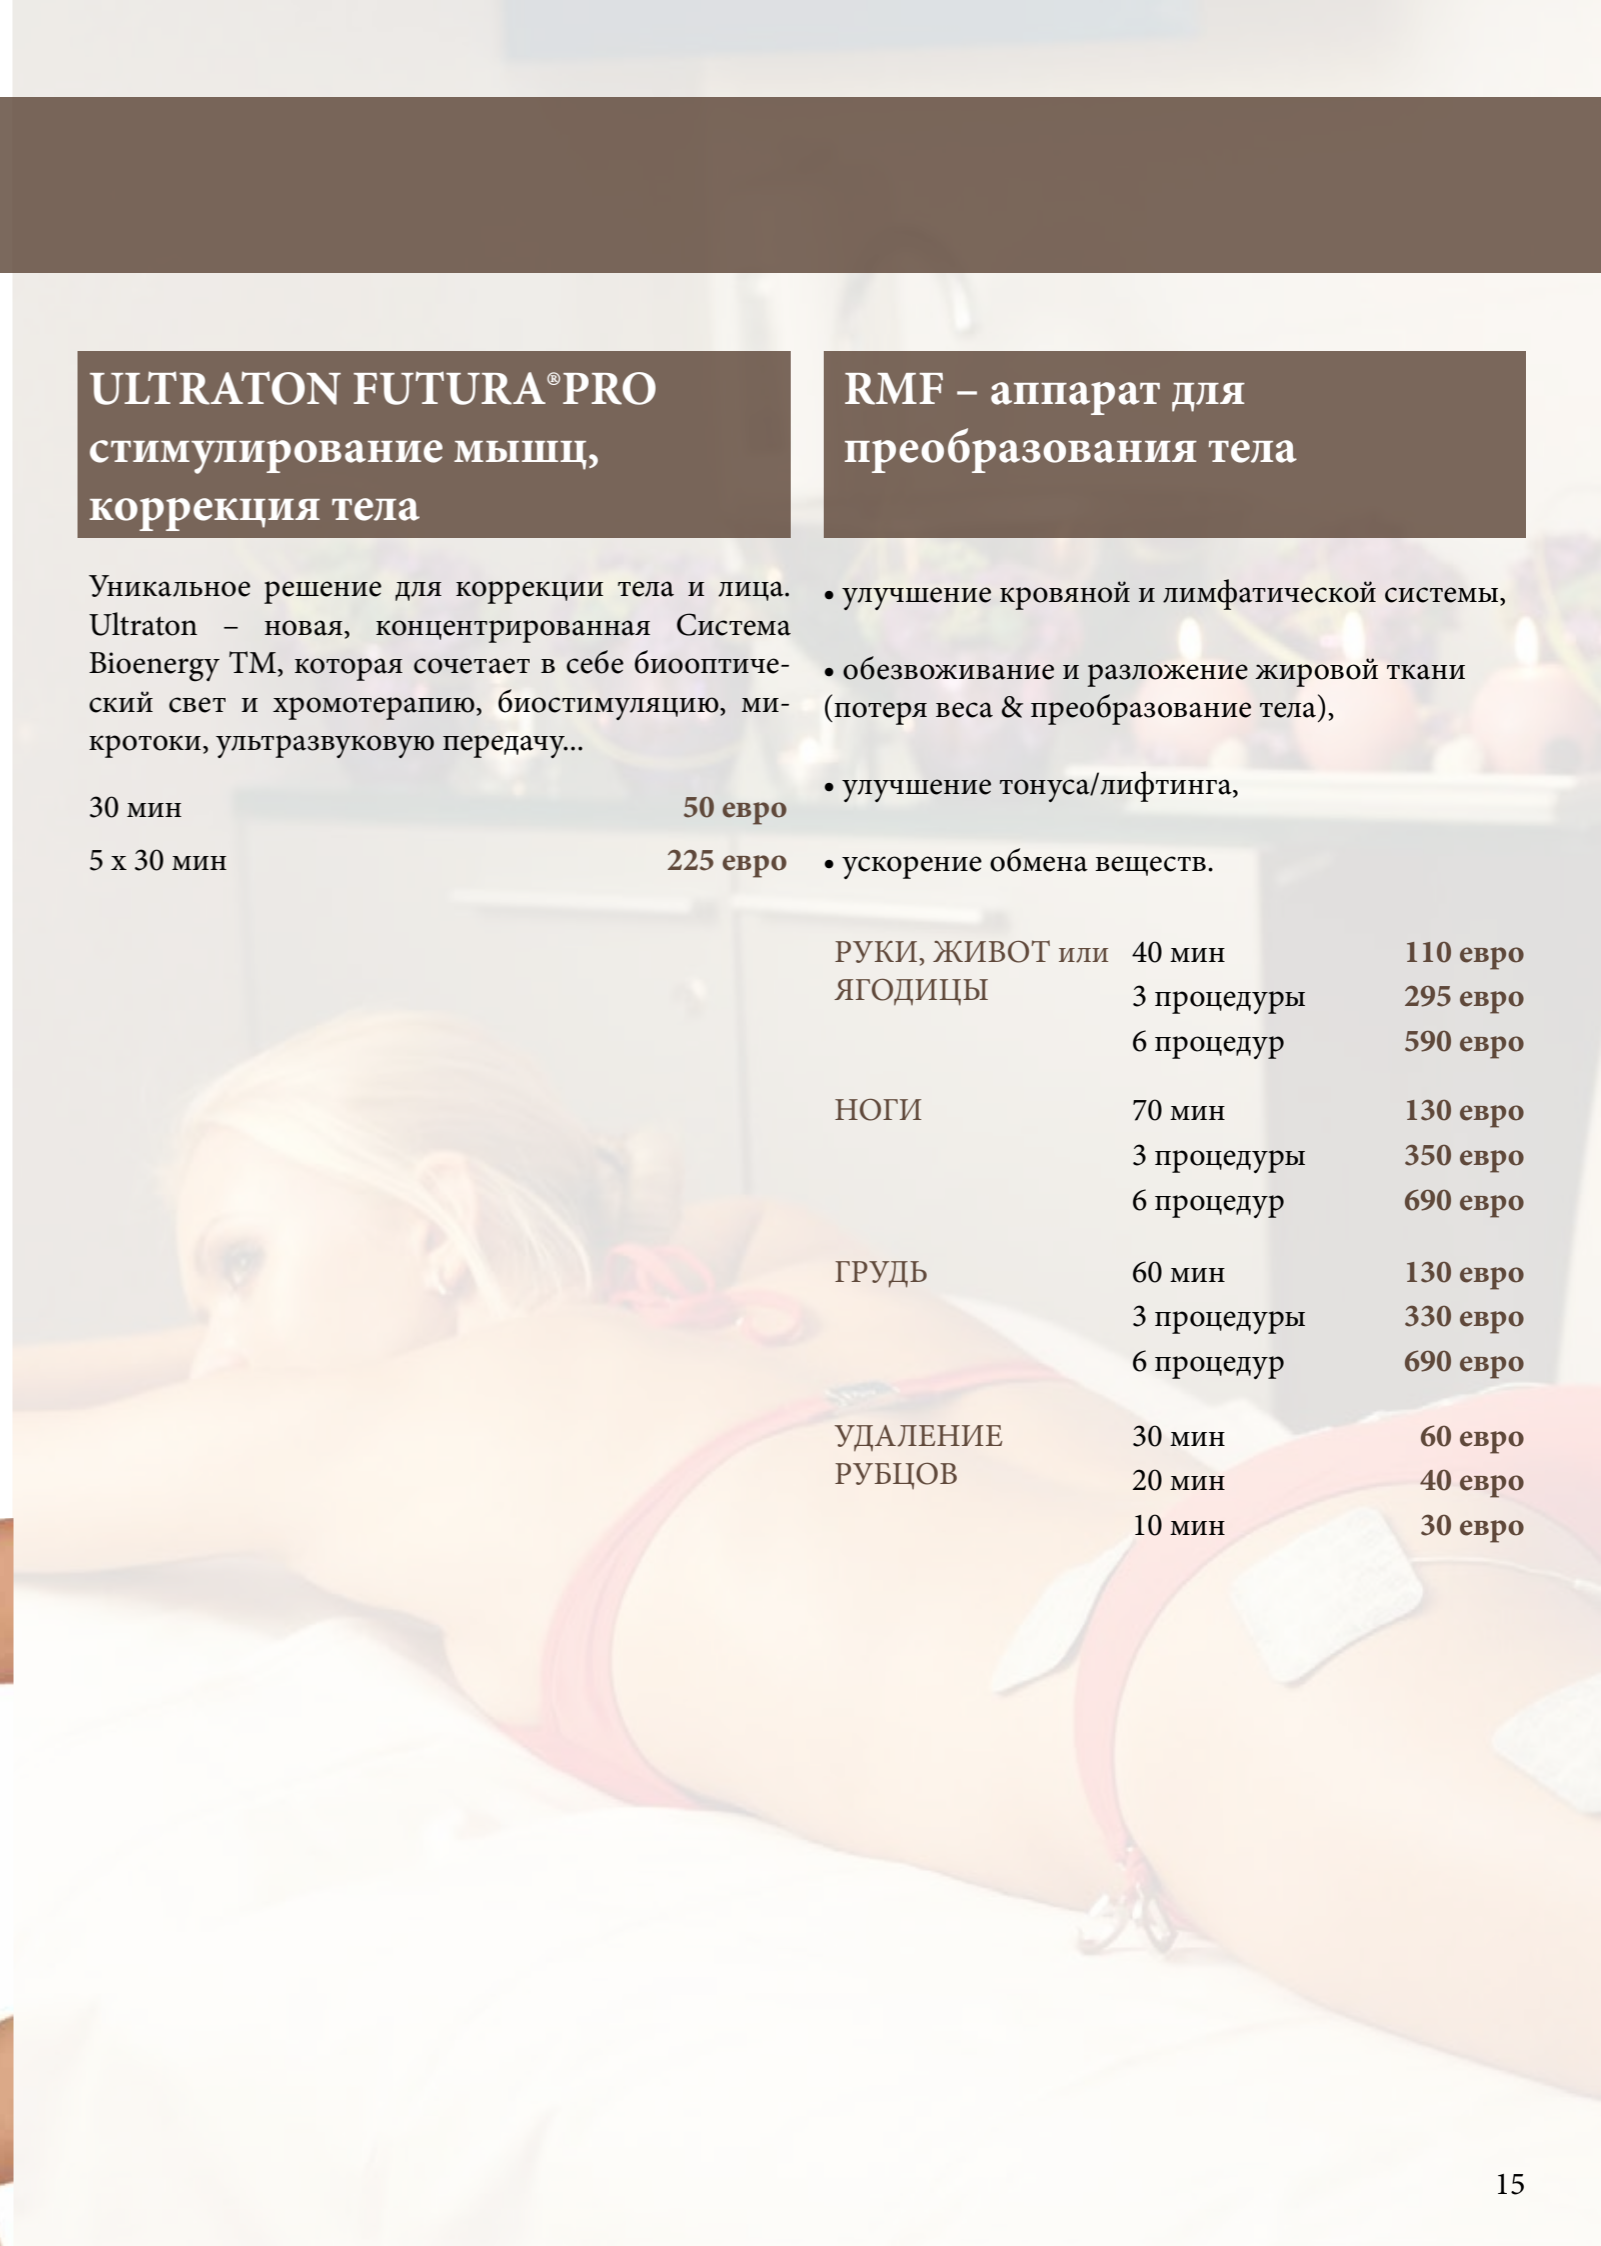 ULTRATON FUTURA®PRO
стимулирование мышц,
коррекция тела
Уникальное решение для коррекции тела и лица.
Ultraton – новая, концентрированная Система
Bioenergy TM, которая сочетает в себе биооптиче-
ский свет и хромотерапию, биостимуляцию, ми-
кротоки, ультразвуковую передачу...
30 мин 50 евро
5 x 30 мин 225 евро
RMF – аппарат для
преобразования тела
• улучшение кровяной и лимфатической системы,
• обезвоживание и разложение жировой ткани
(потеря веса & преобразование тела),
• улучшение тонуса/лифтинга,
• ускорение обмена веществ.
РУКИ, ЖИВОТ или 40 мин 110 евро
ЯГОДИЦЫ 3 процедуры 295 евро
6 процедур 590 евро
НОГИ 70 мин 130 евро
3 процедуры 350 евро
6 процедур 690 евро
ГРУДЬ 60 мин 130 евро
3 процедуры 330 евро
6 процедур 690 евро
УДАЛЕНИЕ 30 мин 60 евро
РУБЦОВ 20 мин 40 евро
10 мин 30 евро
15